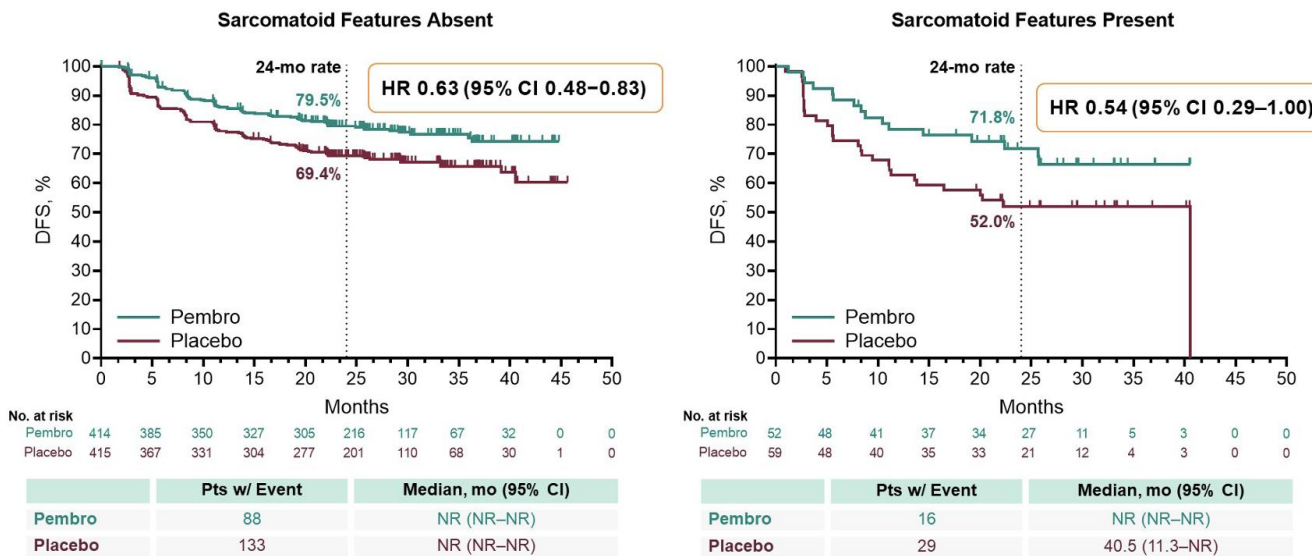 Sarcomatoid Features Absent
24-mo rate
HR 0.63 (95% CI 0.48–0.83)
79.5%
69.4%
DFS, %
100
90
80
70
60
50
40
30
20
10
0
Pembro
Placebo
0 5 10 15 20 25 30 35 40 45 50
Months
No. at risk
Pembro 414 385 350 327 305 216 117 67 32 0 0
Placebo 415 367 331 304 277 201 110 68 30 1 0
Pts w/ Event Median, mo (95% CI)
Pembro 88 NR (NR–NR)
Placebo 133 NR (NR–NR)
Sarcomatoid Features Present
24-mo rate
HR 0.54 (95% CI 0.29–1.00)
71.8%
52.0%
DFS, %
100
90
80
70
60
50
40
30
20
10
0
Pembro
Placebo
0 5 10 15 20 25 30 35 40 45 50
Months
No. at risk
Pembro 52 48 41 37 34 27 11 5 3 0 0
Placebo 59 48 40 35 33 21 12 4 3 0 0
Pts w/ Event Median, mo (95% CI)
Pembro 16 NR (NR–NR)
Placebo 29 40.5 (11.3–NR)